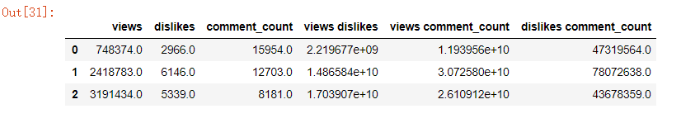 Out[31]:
views dislikes comment_count views dislikes views comment_count dislikes comment_count
0 748374.0 2966.0 15954.0 2.219677e+09 1.193956e+10 47319564.0
1 2418783.0 6146.0 12703.0 1.486584e+10 3.072580e+10 78072638.0
2 3191434.0 5339.0 8181.0 1.703907e+10 2.610912e+10 43678359.0